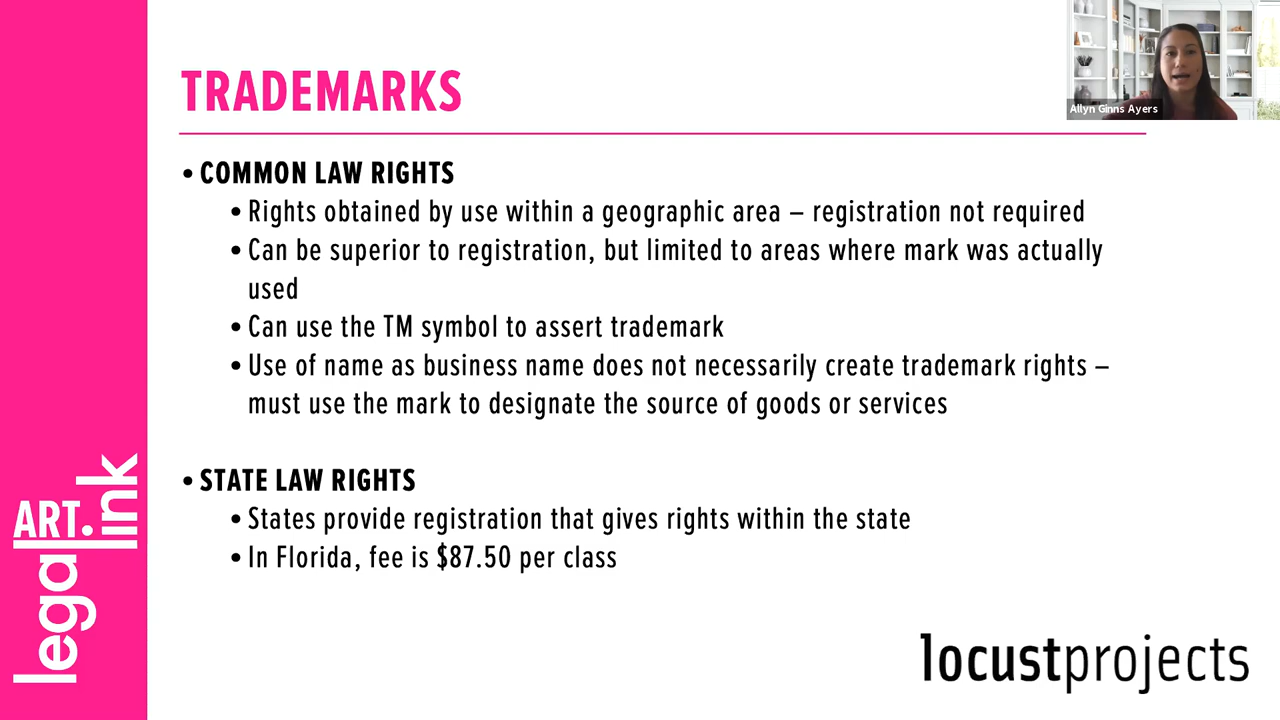 TRADEMARKS
Allyn Ginns Ayers
• COMMON LAW RIGHTS
• Rights obtained by use within a geographic area – registration not required
• Can be superior to registration, but limited to areas where mark was actually
used
• Can use the TM symbol to assert trademark
• Use of name as business name does not necessarily create trademark rights –
must use the mark to designate the source of goods or services
• STATE LAW RIGHTS
• States provide registration that gives rights within the state
• In Florida, fee is $87.50 per class
legal
ART.
link
locustprojects